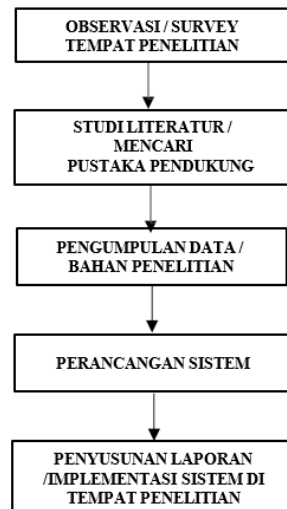 OBSERVASI / SURVEY
TEMPAT PENELITIAN
STUDI LITERATUR /
MENCARI
PUSTAKA PENDUKUNG
PENGUMPULAN DATA /
BAHAN PENELITIAN
PERANCANGAN SISTEM
PENYUSUNAN LAPORAN
/IMPLEMENTASI SISTEM DI
TEMPAT PENELITIAN